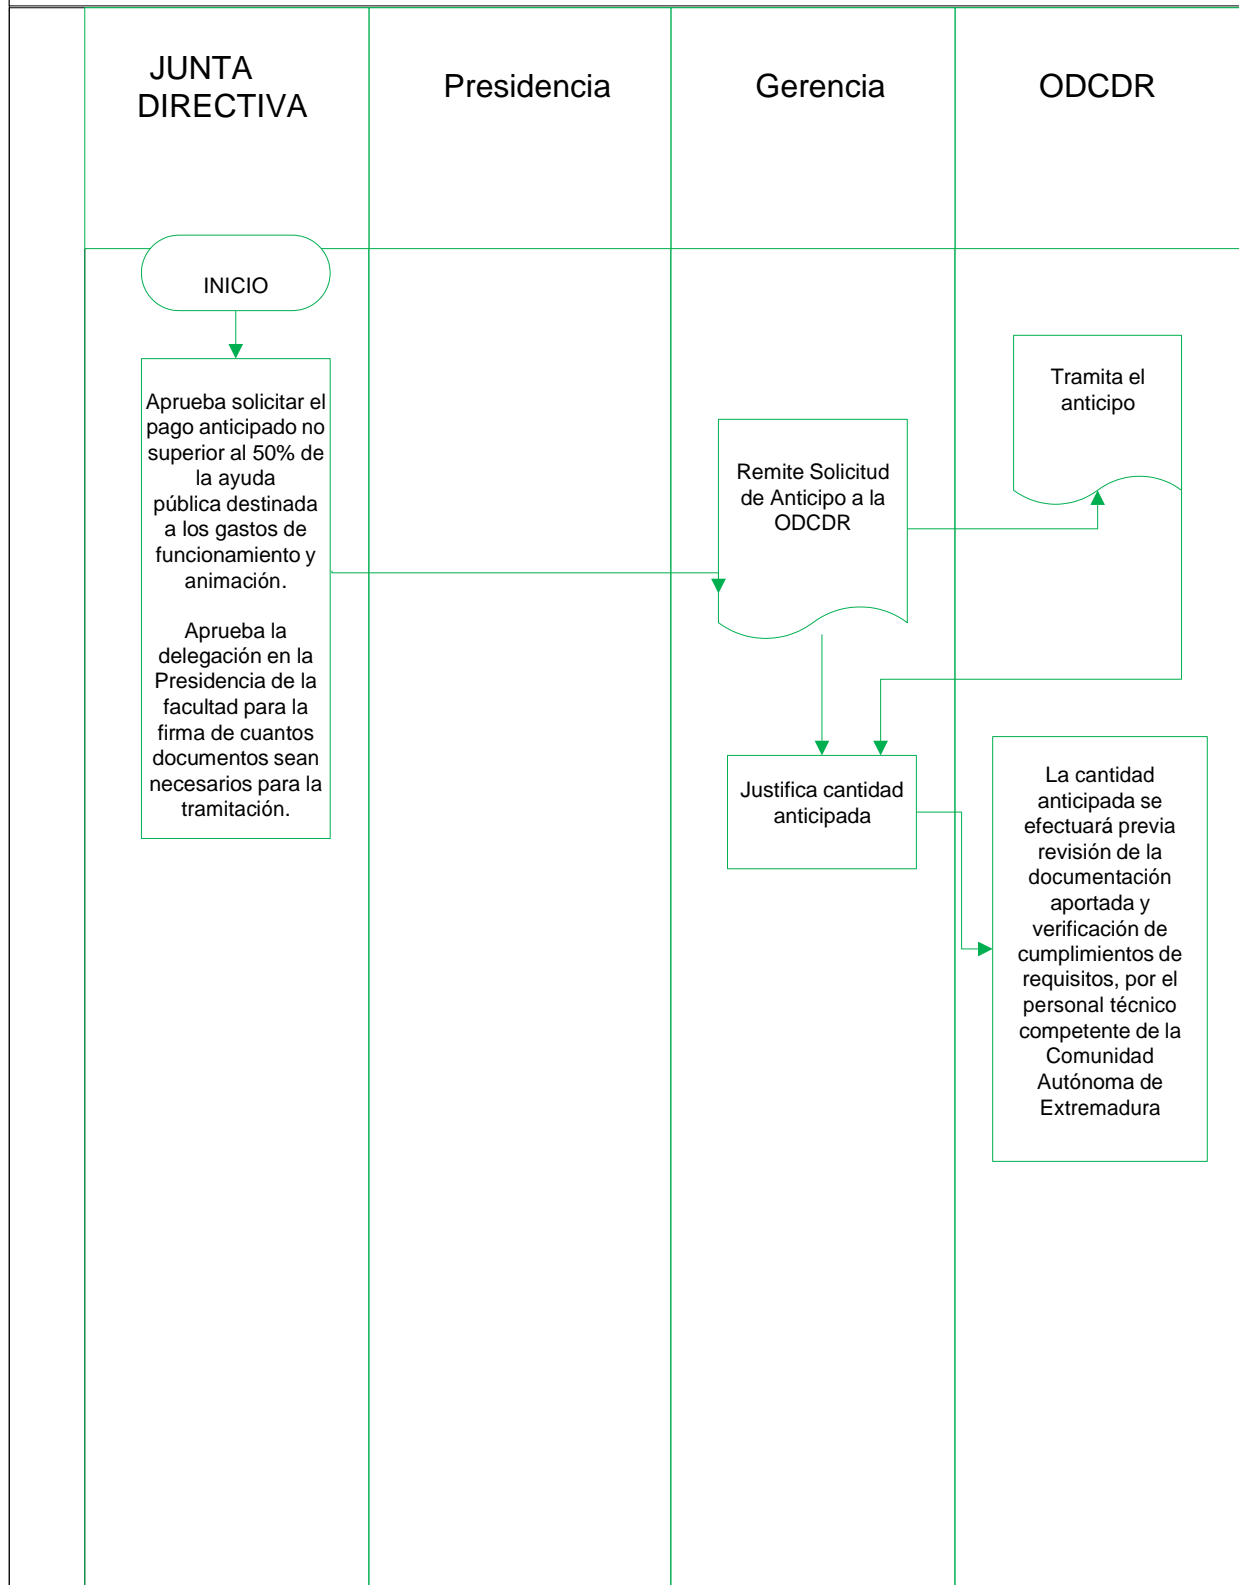 JUNTA
DIRECTIVA
Presidencia
Gerencia
ODCDR
INICIO
Aprueba solicitar el
pago anticipado no
superior al 50% de
la ayuda
pública destinada
a los gastos de
funcionamiento y
animación.
Aprueba la
delegación en la
Presidencia de la
facultad para la
firma de cuantos
documentos sean
necesarios para la
tramitación.
Remite Solicitud
de Anticipo a la
ODCDR
Tramita el
anticipo
Justifica cantidad
anticipada
La cantidad
anticipada se
efectuará previa
revisión de la
documentación
aportada y
verificación de
cumplimientos de
requisitos, por el
personal técnico
competente de la
Comunidad
Autónoma de
Extremadura